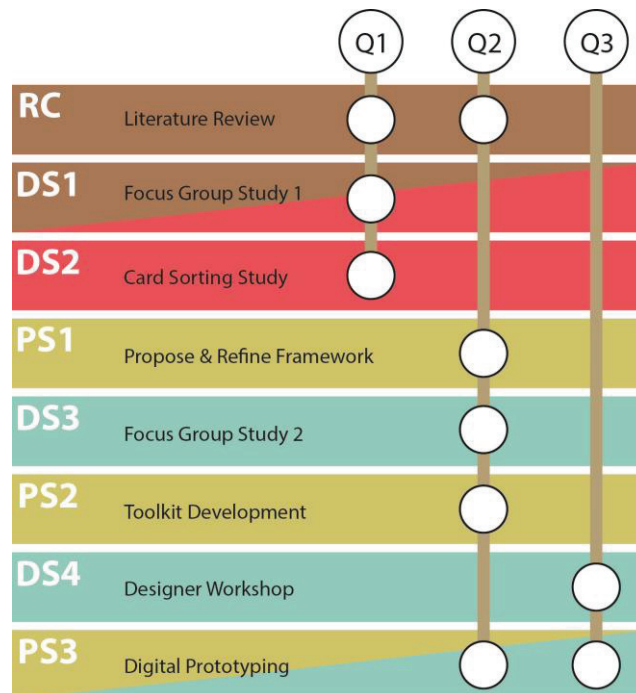 Q1 Q2 Q3
RC Literature Review
DS1 Focus Group Study 1
DS2 Card Sorting Study
PS1 Propose & Refine Framework
DS3 Focus Group Study 2
PS2 Toolkit Development
DS4 Designer Workshop
PS3 Digital Prototyping